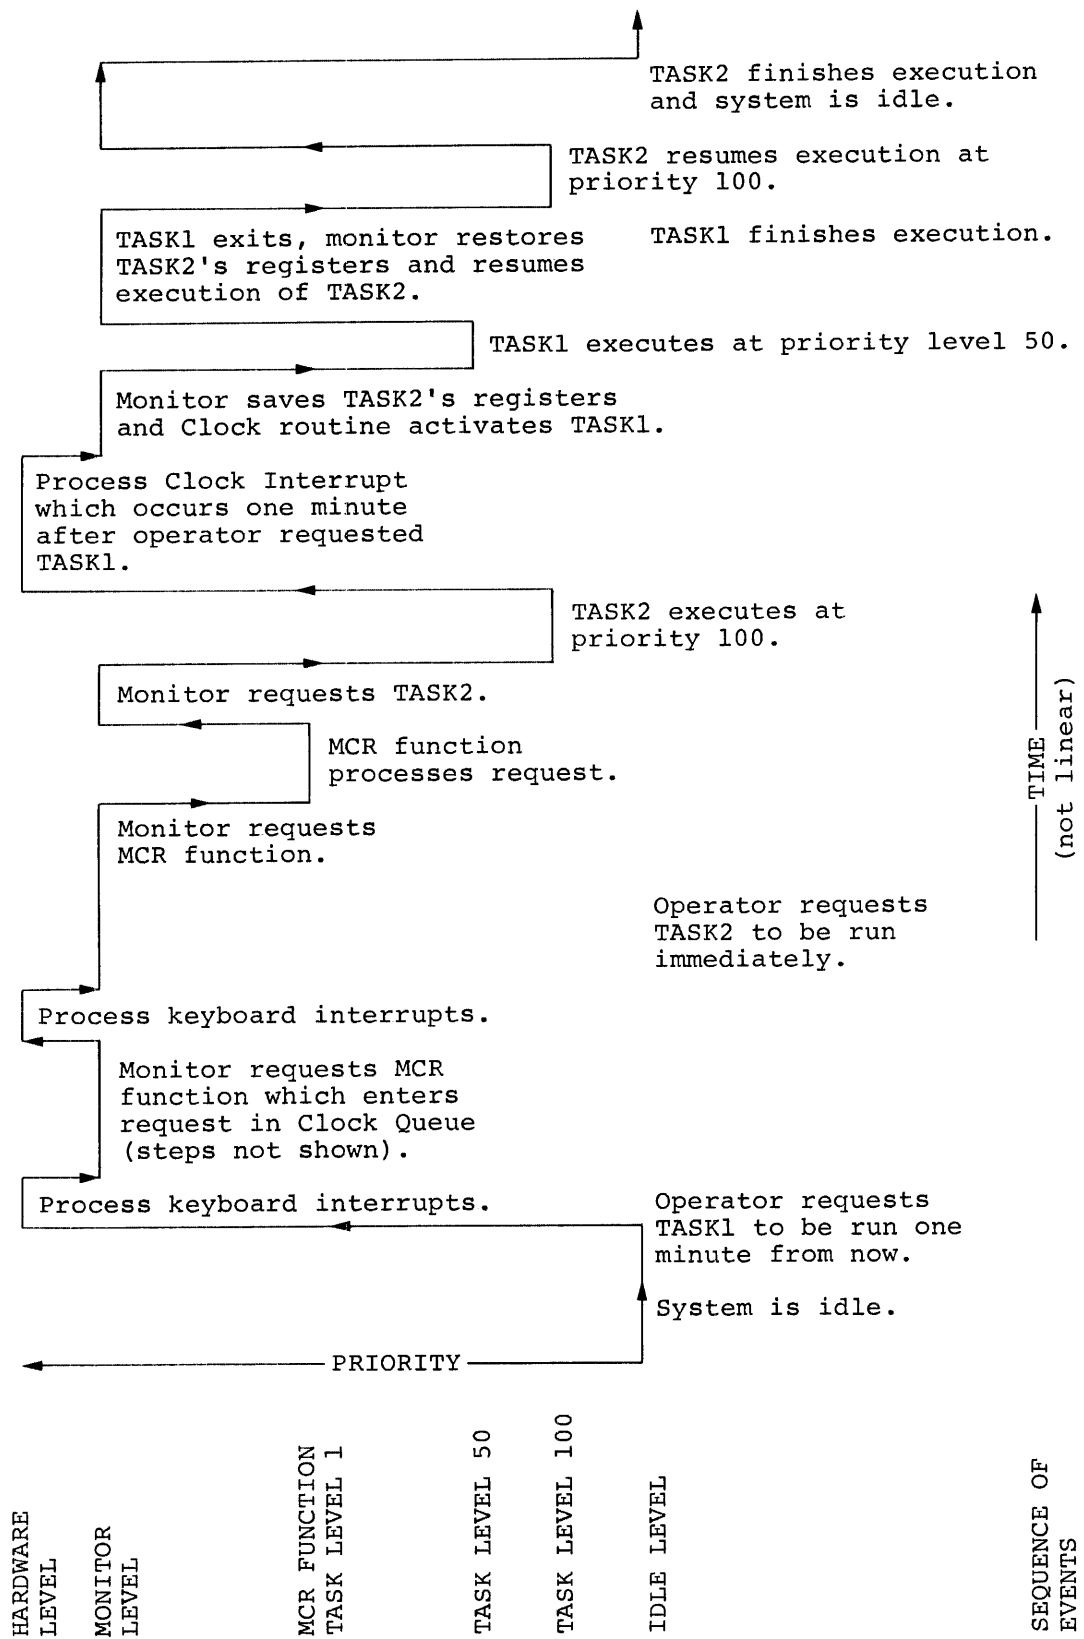 TASK2 finishes execution
and system is idle.
TASK2 resumes execution at
priority 100.
TASK1 exits, monitor restores
TASK2's registers and resumes
execution of TASK2.
TASK1 finishes execution.
TASK1 executes at priority level 50.
Monitor saves TASK2's registers
and Clock routine activates TASK1.
Process Clock Interrupt
which occurs one minute
after operator requested
TASK1.
TASK2 executes at
priority 100.
Monitor requests TASK2.
MCR function
processes request.
TIME
(not linear)
Monitor requests
MCR function.
Operator requests
TASK2 to be run
immediately.
Process keyboard interrupts.
Monitor requests MCR
function which enters
request in Clock Queue
(steps not shown).
Process keyboard interrupts.
Operator requests
TASK1 to be run one
minute from now.
System is idle.
PRIORITY
HARDWARE
LEVEL
MONITOR
LEVEL
MCR FUNCTION
TASK LEVEL 1
TASK LEVEL 50
TASK LEVEL 100
IDLE LEVEL
SEQUENCE OF
EVENTS